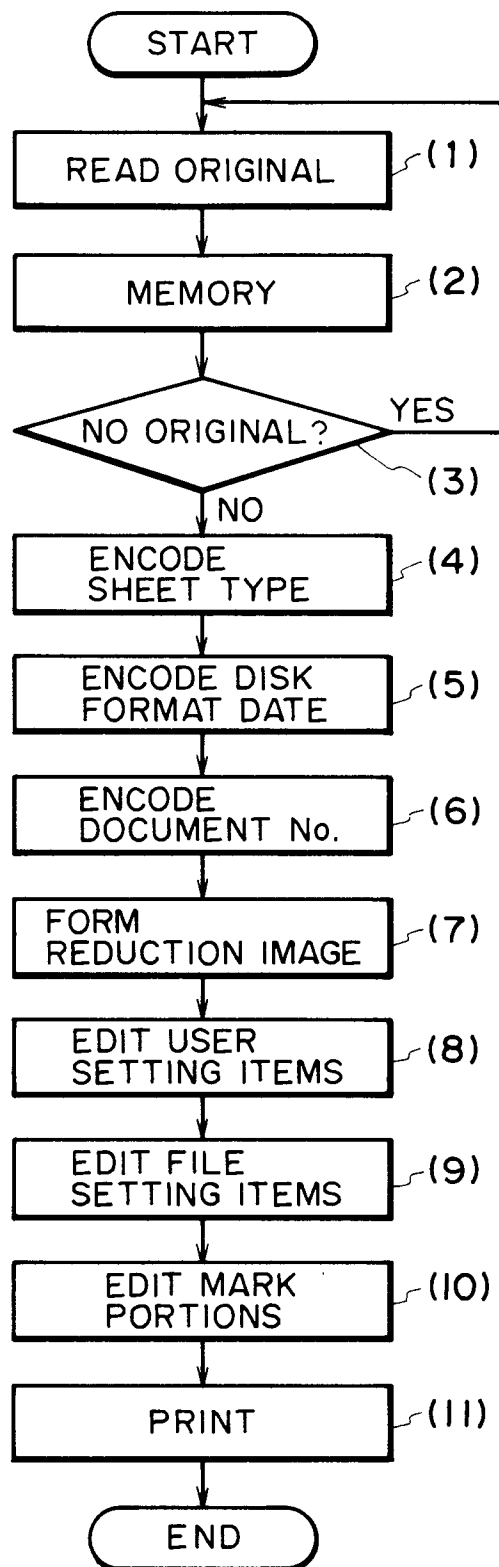 START
READ ORIGINAL
(1)
MEMORY
(2)
NO ORIGINAL?
YES
(3)
NO
ENCODE
SHEET TYPE
(4)
ENCODE DISK
FORMAT DATE
(5)
ENCODE
DOCUMENT No.
(6)
FORM
REDUCTION IMAGE
(7)
EDIT USER
SETTING ITEMS
(8)
EDIT FILE
SETTING ITEMS
(9)
EDIT MARK
PORTIONS
(10)
PRINT
(11)
END